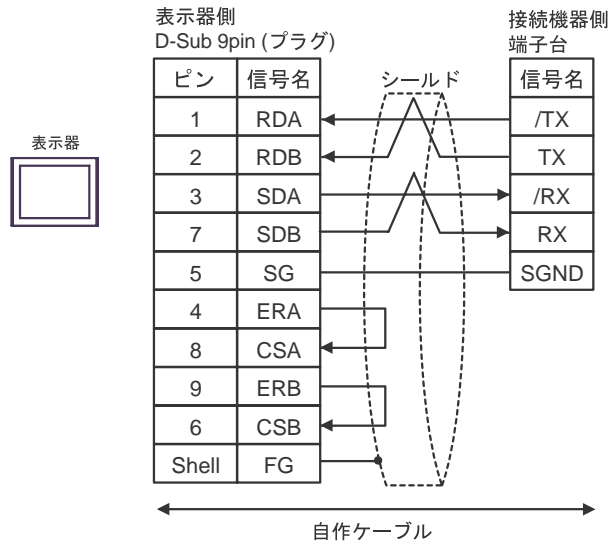 表示器側
D-Sub 9pin (プラグ)
接続機器側
端子台
ピン 信号名 シールド 信号名
1 RDA /TX
2 RDB TX
表示器
3 SDA /RX
7 SDB RX
5 SG SGND
4 ERA
8 CSA
9 ERB
6 CSB
Shell FG
自作ケーブル